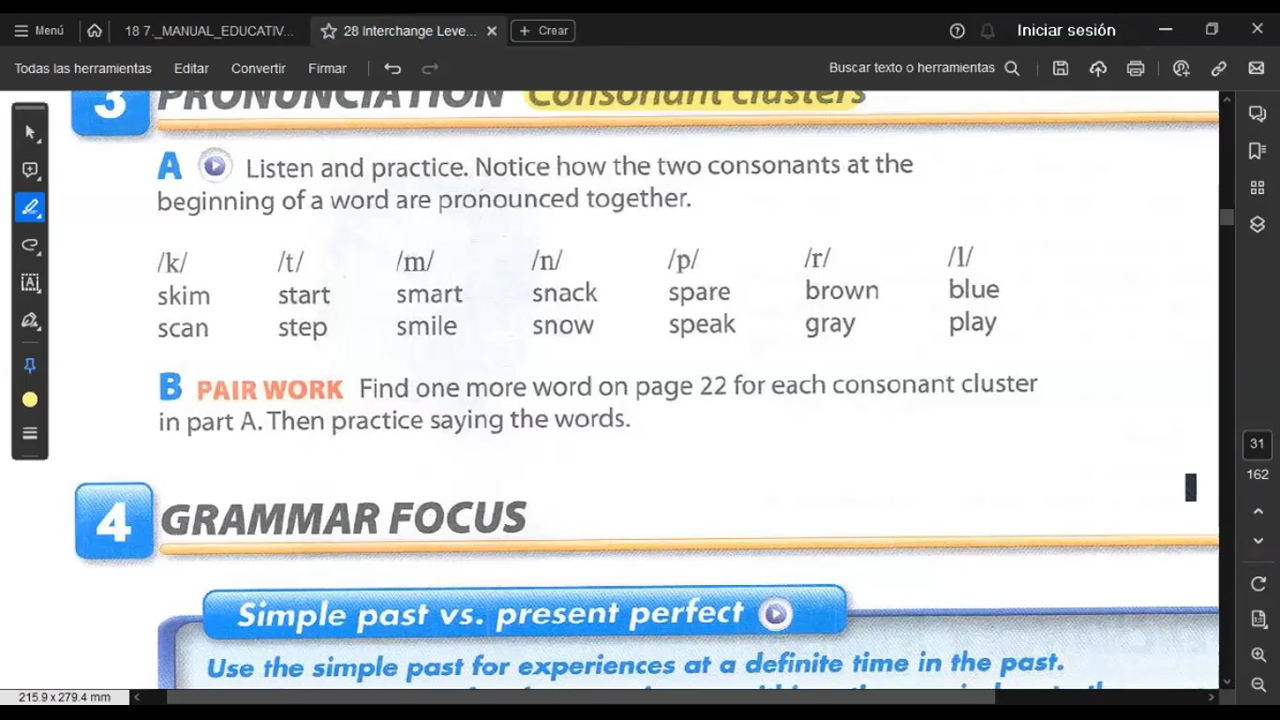 Menú
18 7._MANUAL_EDUCATIV...
28 Interchange Leve...
Crear
Iniciar sesión
Todas las herramientas
Editar
Convertir
Firmar
Buscar texto o herramientas
3 PRONUNCIATION Consonant clusters
A Listen and practice. Notice how the two consonants at the
beginning of a word are pronounced together.
/k/ /t/ /m/ /n/ /p/ /r/ /l/
skim start smart snack spare brown blue
scan step smile snow speak gray play
B PAIR WORK Find one more word on page 22 for each consonant cluster
in part A. Then practice saying the words.
31
162
4 GRAMMAR FOCUS
Simple past vs. present perfect
Use the simple past for experiences at a definite time in the past.
215.9 x 279.4 mm